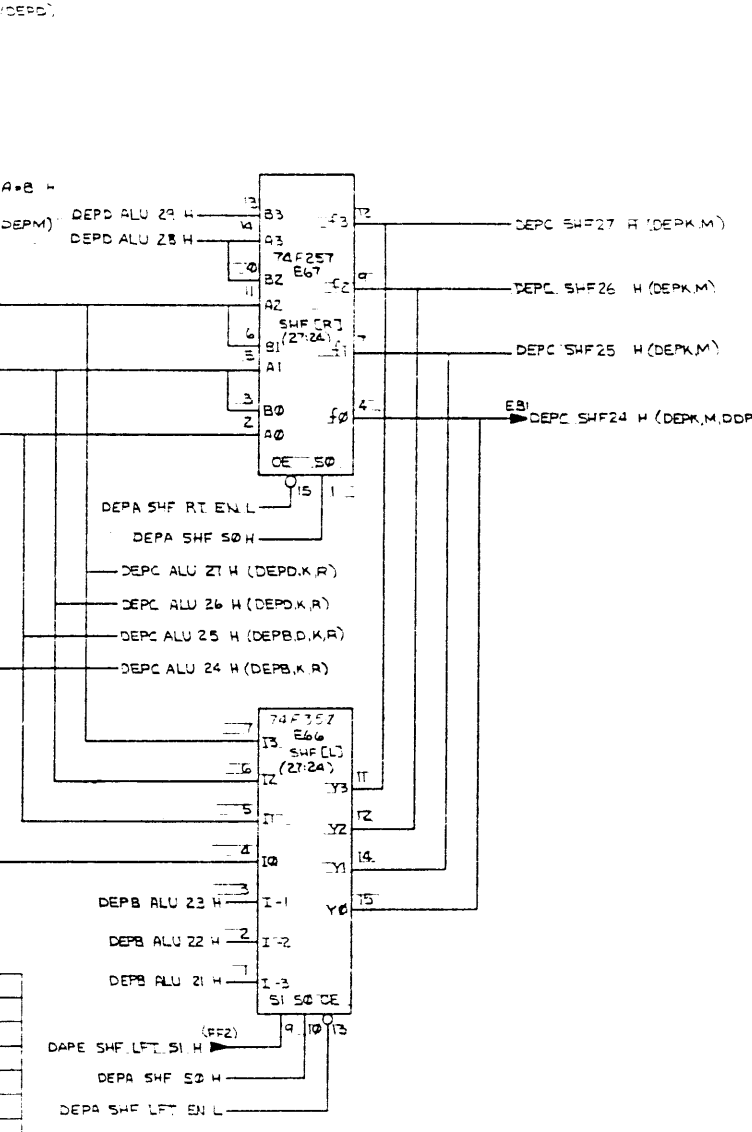 (DEPD)
A=B H
DEPM)
DEPD ALU 29 H
DEPD ALU 28 H
13 B3
14 A3
10 B2
11 A2
6 B1
5 A1
3 B0
2 A0
74F257
E67
SHF [R]
(27:24)
f3 12
f2 9
f1 7
f0 4
OE S0
15 1
DEPC SHF27 H (DEPK,M)
DEPC SHF26 H (DEPK,M)
DEPC SHF25 H (DEPK,M)
EB1
DEPC SHF24 H (DEPK,M,DDP
DEPA SHF RT EN L
DEPA SHF S0 H
DEPC ALU 27 H (DEPD,K,R)
DEPC ALU 26 H (DEPD,K,R)
DEPC ALU 25 H (DEPB,D,K,R)
DEPC ALU 24 H (DEPB,K,R)
E66
SHF [L]
(27:24)
7 I3
6 I2
5 I1
4 I0
3 I-1
2 I-2
1 I-3
Y3 11
Y2 12
Y1 14
Y0 15
DEPB ALU 23 H
DEPB ALU 22 H
DEPB ALU 21 H
S1 S0 OE
9 10 13
(FF2)
DAPE SHF LFT S1 H
DEPA SHF S0 H
DEPA SHF LFT EN L